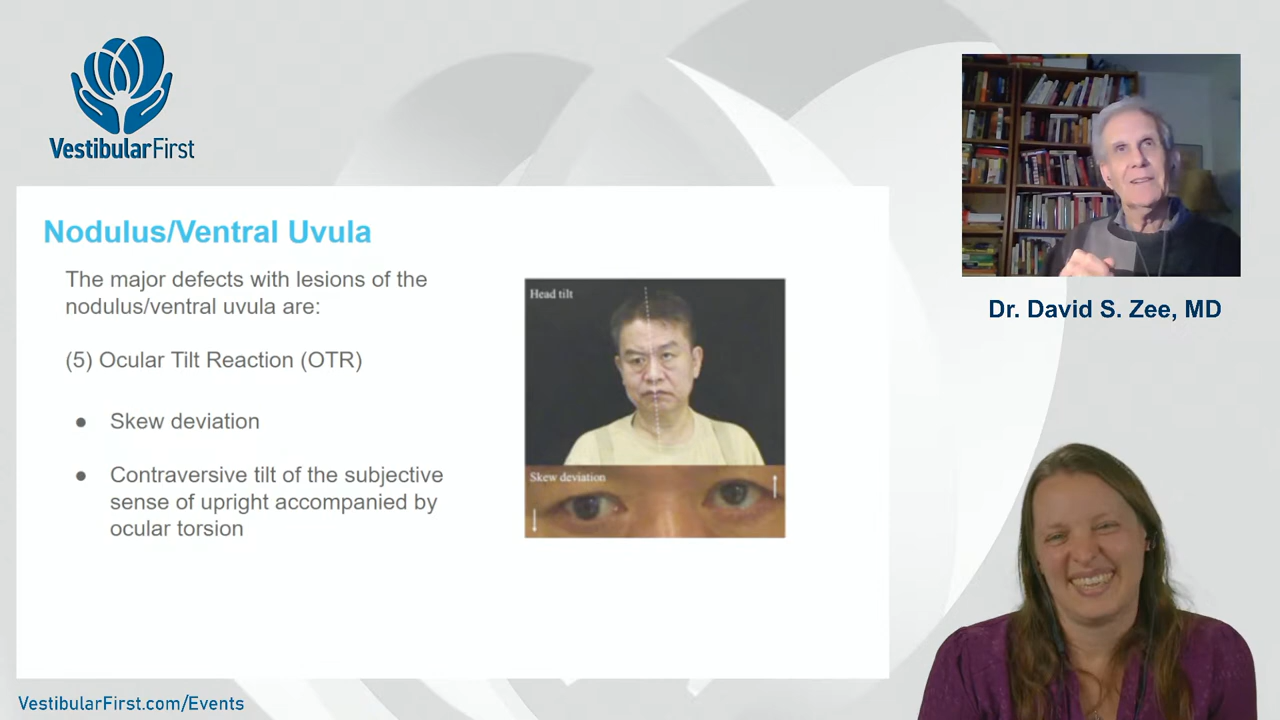 VestibularFirst
Nodulus/Ventral Uvula
The major defects with lesions of the
nodulus/ventral uvula are:
(5) Ocular Tilt Reaction (OTR)
● Skew deviation
● Contraversive tilt of the subjective
sense of upright accompanied by
ocular torsion
Head tilt
Skew deviation
Dr. David S. Zee, MD
VestibularFirst.com/Events